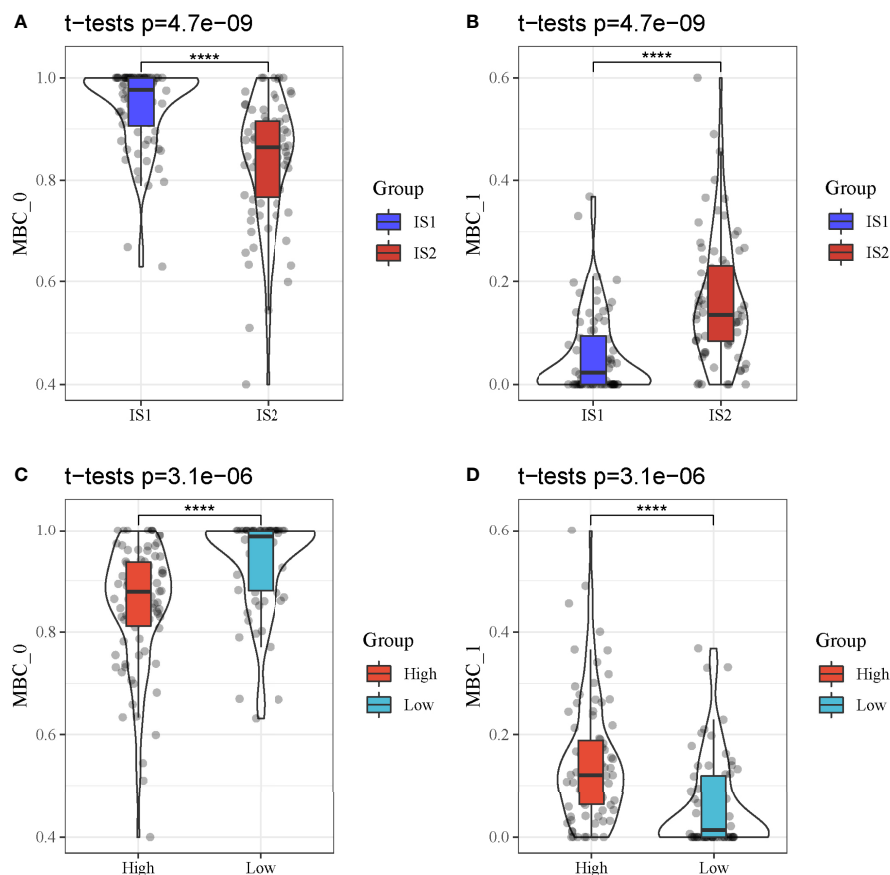 A
t-tests p=4.7e-09
****
1.0
0.8
0.6
0.4
MBC_0
IS1
IS2
Group
IS1
IS2
B
t-tests p=4.7e-09
****
0.6
0.4
0.2
0.0
MBC_1
IS1
IS2
Group
IS1
IS2
C
t-tests p=3.1e-06
****
1.0
0.8
0.6
0.4
MBC_0
High
Low
Group
High
Low
D
t-tests p=3.1e-06
****
0.6
0.4
0.2
0.0
MBC_1
High
Low
Group
High
Low